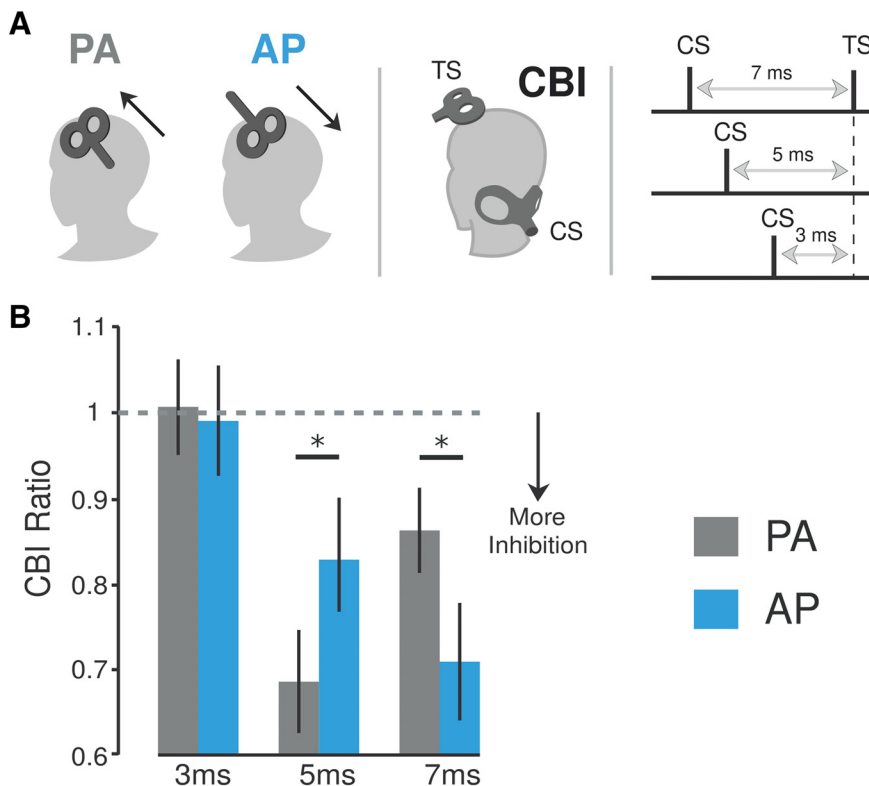 A
PA
AP
TS
CBI
CS
CS
7 ms
TS
CS
5 ms
CS
3 ms
B
1.1
1
0.9
0.8
0.7
0.6
CBI Ratio
*
*
More
Inhibition
PA
AP
3ms
5ms
7ms